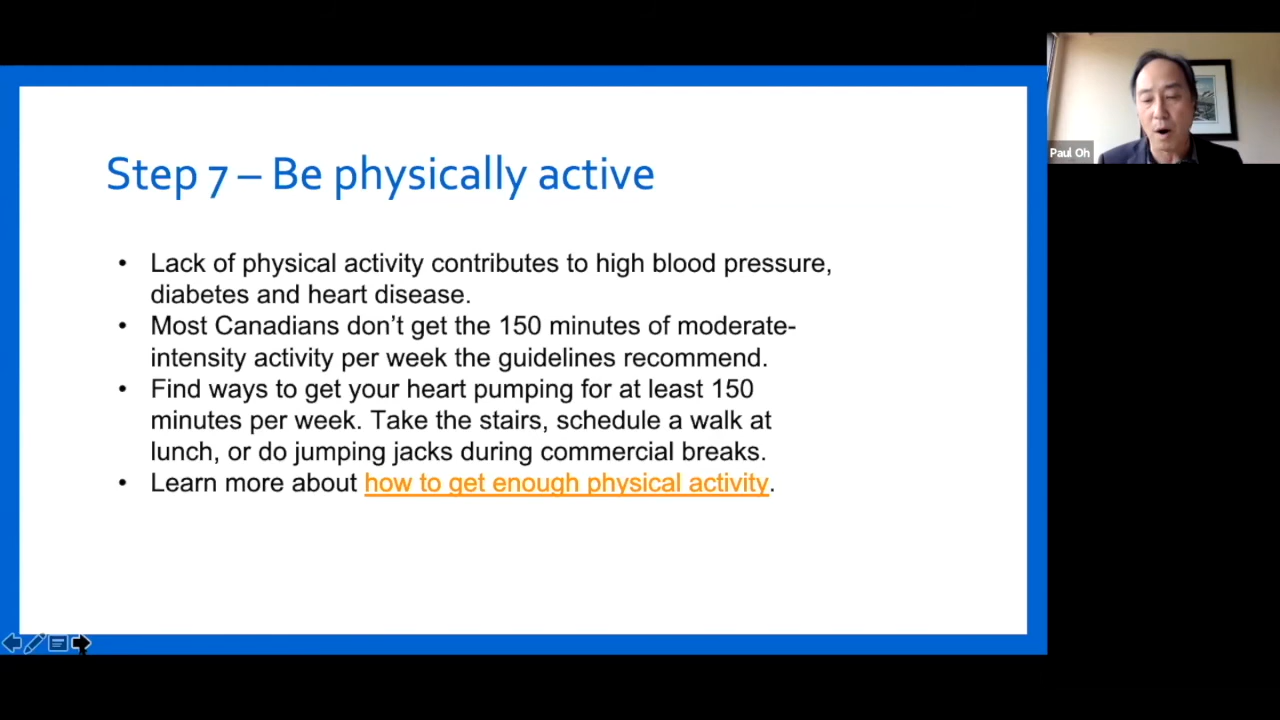 Step 7 – Be physically active
• Lack of physical activity contributes to high blood pressure,
diabetes and heart disease.
• Most Canadians don’t get the 150 minutes of moderate-
intensity activity per week the guidelines recommend.
• Find ways to get your heart pumping for at least 150
minutes per week. Take the stairs, schedule a walk at
lunch, or do jumping jacks during commercial breaks.
• Learn more about how to get enough physical activity.
Paul Oh